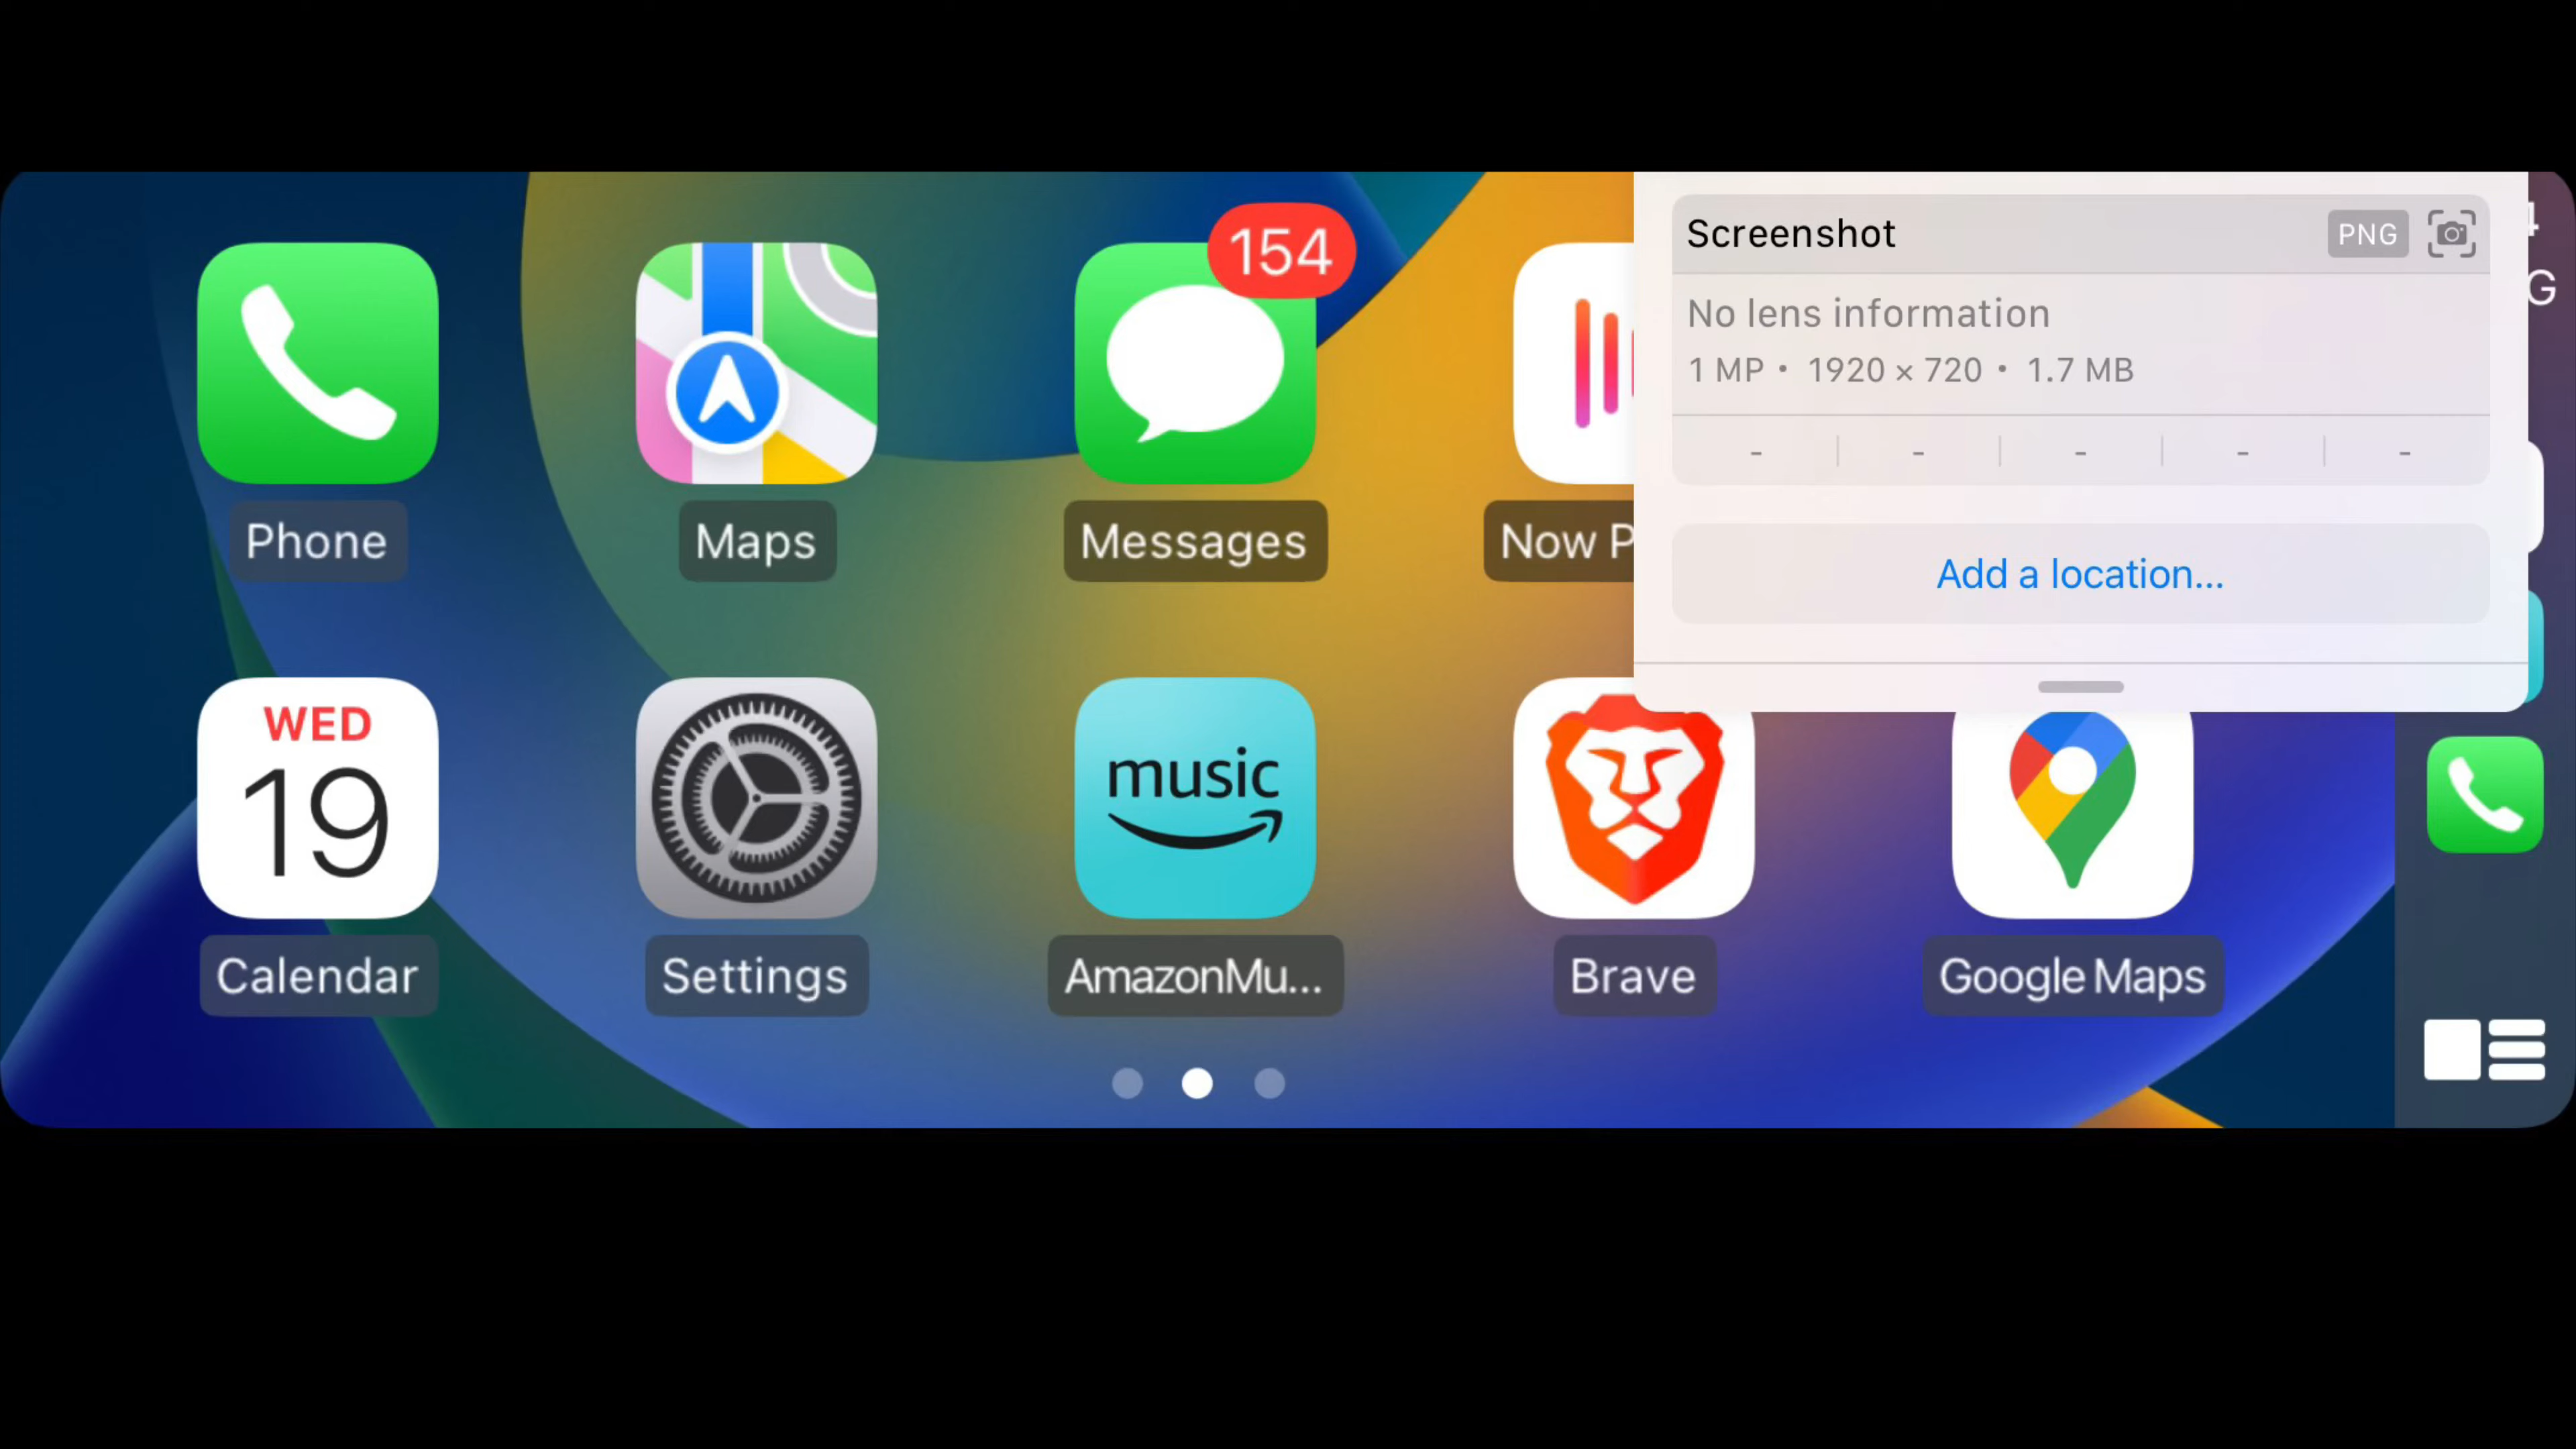 154
Screenshot
PNG
No lens information
1 MP • 1920 × 720 • 1.7 MB
- - - - -
Add a location...
Phone
Maps
Messages
Now P
G
WED
19
music
Calendar
Settings
AmazonMu...
Brave
Google Maps